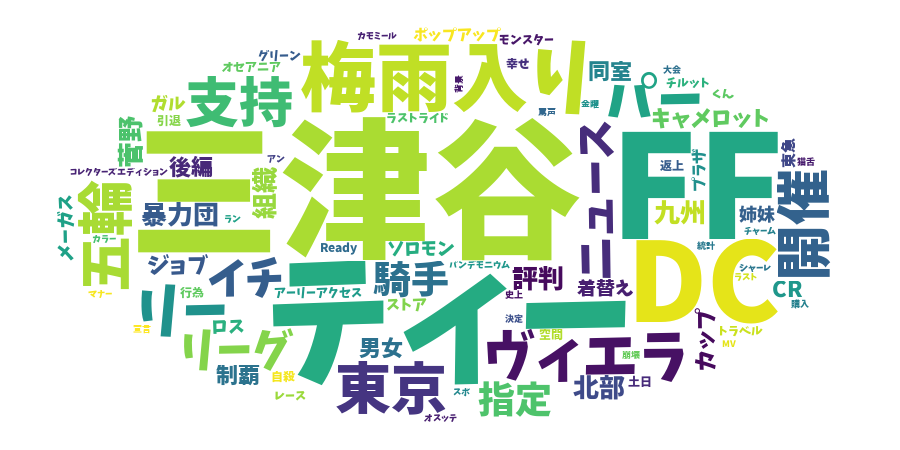 カモミール
ポップアップ
モンスター
グリーン
オセアニア
梅雨入り
背乗
幸せ
同室
大会
チルット
くん
ガル
引退
支持
ラストライド
罵戸
金曜
パー
キャメロット
菅野
三
津谷
ニュース
FF
東急
猫舌
コレクターズエディション
後編
アン
組織
返上
プラザ
五輪
暴力団
ラン
九州
姉妹
開催
メーガス
カラー
Ready
ソロモン
チャーム
統計
ジョブ
イチ
ティー
騎手
パンデモニウム
評判
着替え
DC
シャーレ
ラスト
CR
購入
マナー
リー
行為
アーリーアクセス
ストア
史上
決定
空間
カップ
トラベル
MV
ロス
リーグ
男女
ヴィエラ
崩壊
制覇
自殺
東京
スポ
指定
北部
土日
レース
オスッテ